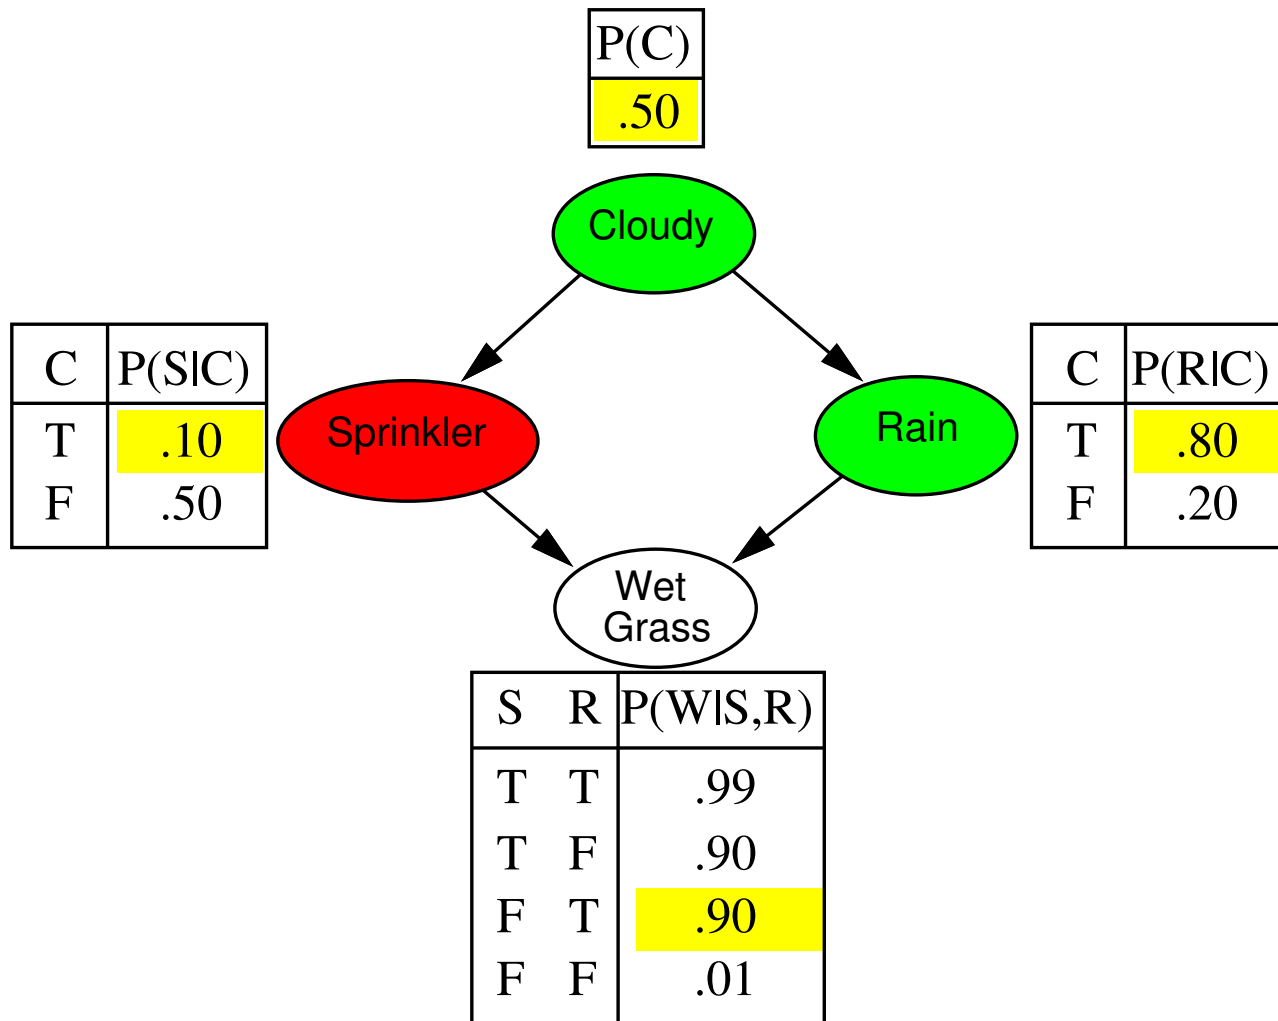 P(C)
.50
Cloudy
C P(S|C)
T .10
F .50
Sprinkler
Rain
C P(R|C)
T .80
F .20
Wet
Grass
S R P(W|S,R)
T T .99
T F .90
F T .90
F F .01